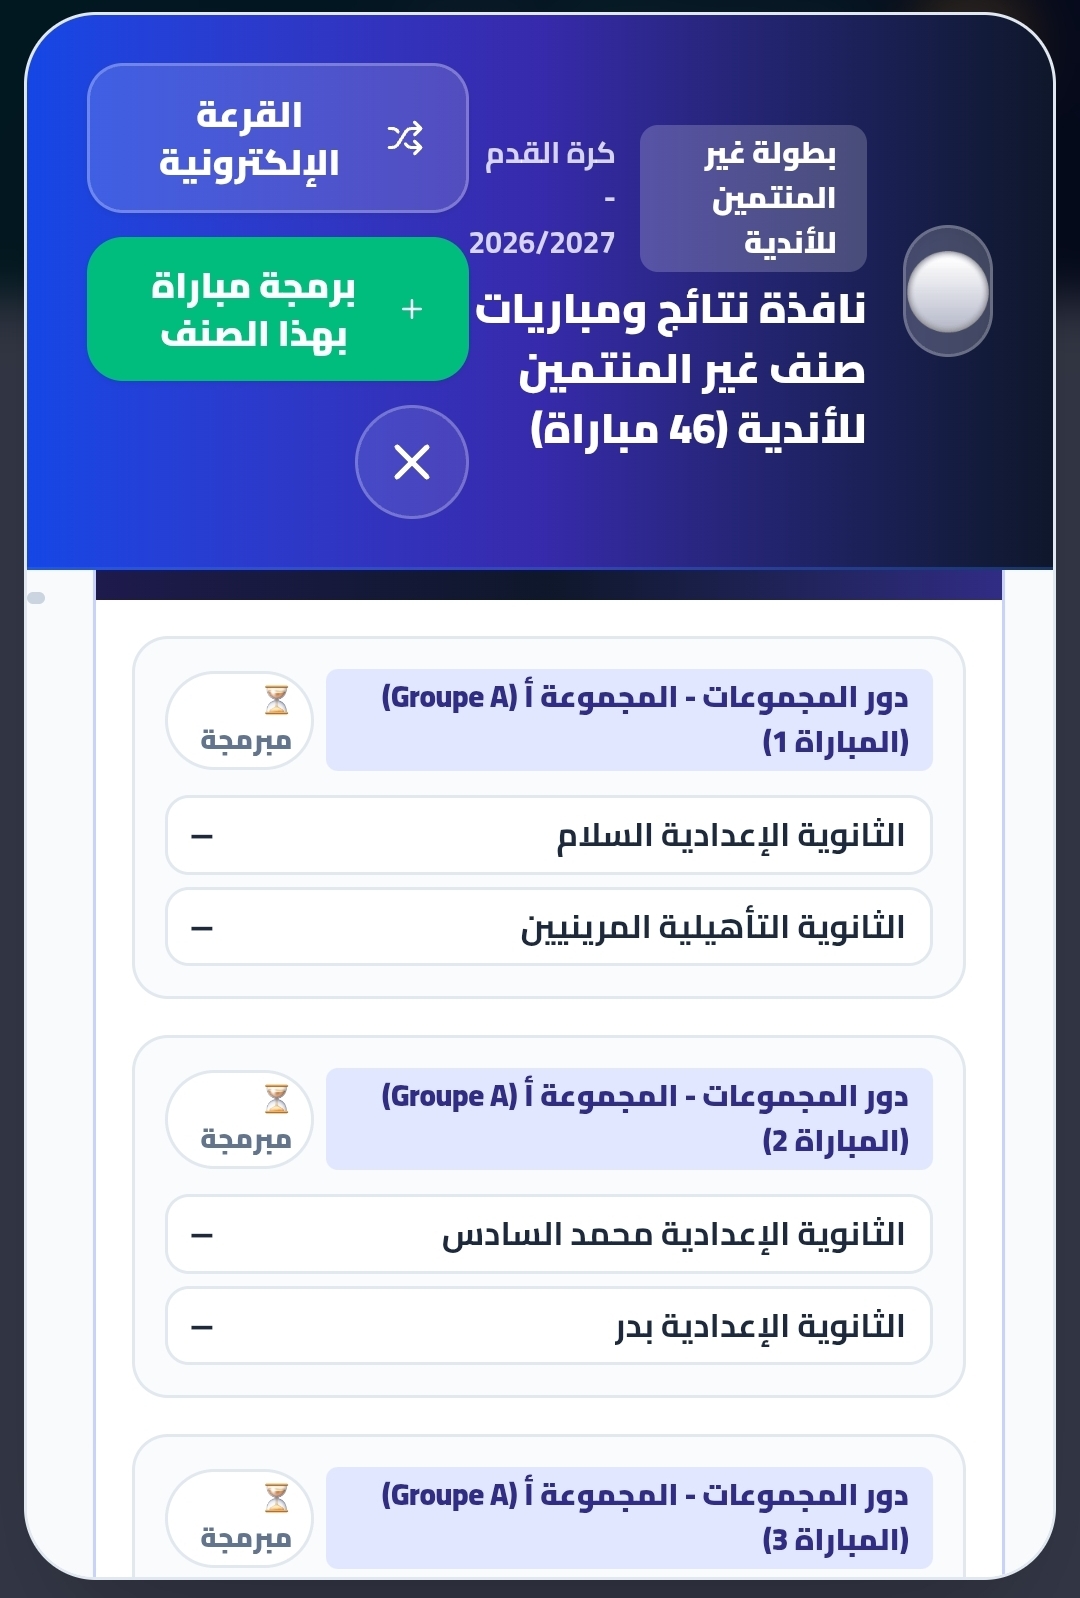 القرعة
الإلكترونية
بطولة غير
المنتمين
للأندية
كرة القدم
-
2026/2027
برمجة مباراة
بهذا الصنف
نافذة نتائج ومباريات
صنف غير المنتمين
للأندية (46 مباراة)
دور المجموعات - المجموعة أ (Groupe A)
(المباراة 1)
⏳
مبرمجة
الثانوية الإعدادية السلام
–
الثانوية التأهيلية المرينيين
–
دور المجموعات - المجموعة أ (Groupe A)
(المباراة 2)
⏳
مبرمجة
الثانوية الإعدادية محمد السادس
–
الثانوية الإعدادية بدر
–
دور المجموعات - المجموعة أ (Groupe A)
(المباراة 3)
⏳
مبرمجة